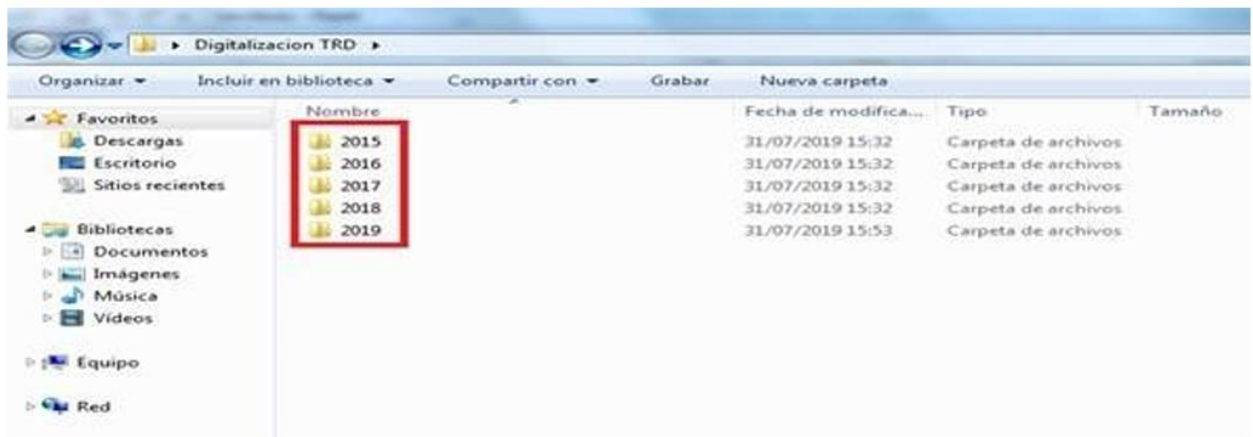 Digitalizacion TRD
Organizar Incluir en biblioteca Compartir con Grabar Nueva carpeta
Favoritos
Descargas
Escritorio
Sitios recientes
Bibliotecas
Documentos
Imágenes
Música
Vídeos
Equipo
Red
Nombre Fecha de modifica... Tipo Tamaño
2015 31/07/2019 15:32 Carpeta de archivos
2016 31/07/2019 15:32 Carpeta de archivos
2017 31/07/2019 15:32 Carpeta de archivos
2018 31/07/2019 15:32 Carpeta de archivos
2019 31/07/2019 15:53 Carpeta de archivos